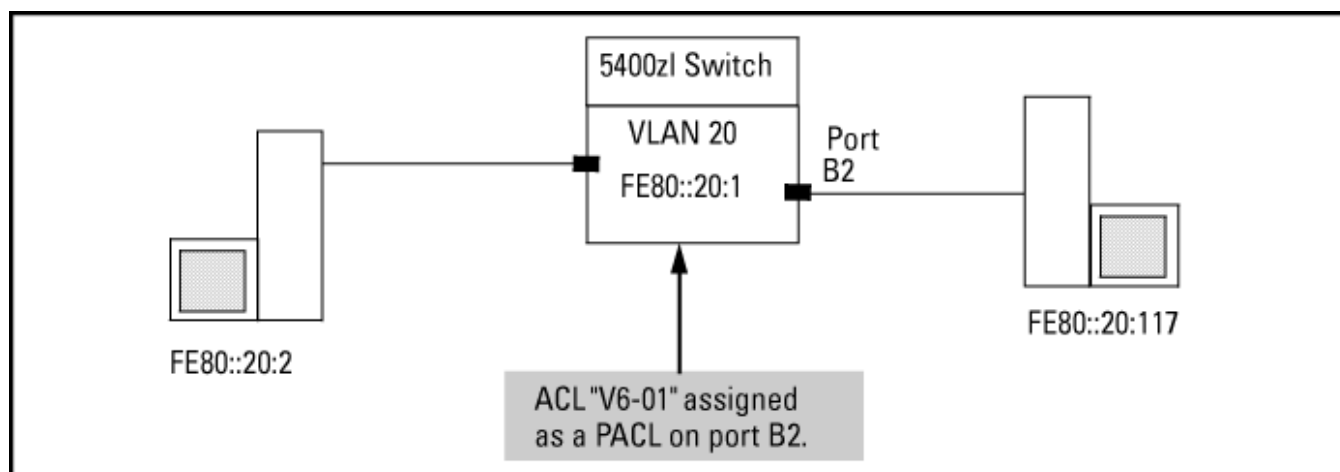 5400zl Switch
VLAN 20
FE80::20:1
Port
B2
FE80::20:2
FE80::20:117
ACL "V6-01" assigned
as a PACL on port B2.